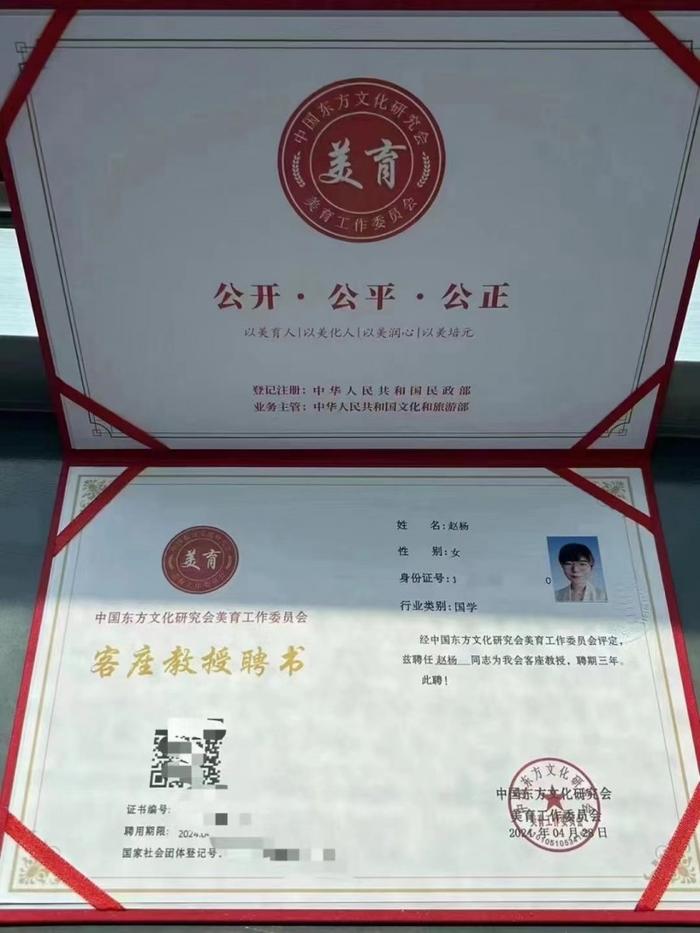 中国东方文化研究会
美育
美育工作委员会
公开·公平·公正
以美育人|以美化人|以美润心|以美培元
登记注册：中华人民共和国民政部
业务主管：中华人民共和国文化和旅游部
美育
中国东方文化研究会美育工作委员会
客座教授聘书
证书编号:
聘用期限: 2024.0
国家社会团体登记号
姓 名:赵杨
性 别:女
身份证号:1 0
行业类别:国学
经中国东方文化研究会美育工作委员会评定,
兹聘任 赵杨 同志为我会客座教授，聘期三年。
此聘！
中国东方文化研究会
美育工作委员会
2024 年 04 月 28 日